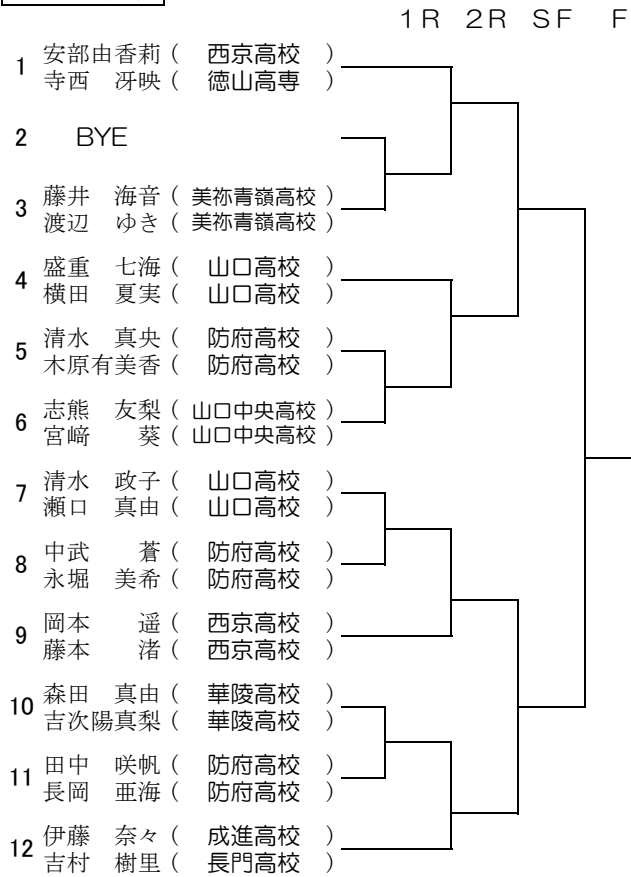 1R 2R SF F
1 安部由香莉 ( 西京高校 )
寺西 冴映 ( 徳山高専 )
2 BYE
3 藤井 海音 ( 美祢青嶺高校 )
渡辺 ゆき ( 美祢青嶺高校 )
4 盛重 七海 ( 山口高校 )
横田 夏実 ( 山口高校 )
5 清水 真央 ( 防府高校 )
木原有美香 ( 防府高校 )
6 志熊 友梨 ( 山口中央高校 )
宮﨑 葵 ( 山口中央高校 )
7 清水 政子 ( 山口高校 )
瀬口 真由 ( 山口高校 )
8 中武 蒼 ( 防府高校 )
永堀 美希 ( 防府高校 )
9 岡本 遥 ( 西京高校 )
藤本 渚 ( 西京高校 )
10 森田 真由 ( 華陵高校 )
吉次陽真梨 ( 華陵高校 )
11 田中 咲帆 ( 防府高校 )
長岡 亜海 ( 防府高校 )
12 伊藤 奈々 ( 成進高校 )
吉村 樹里 ( 長門高校 )